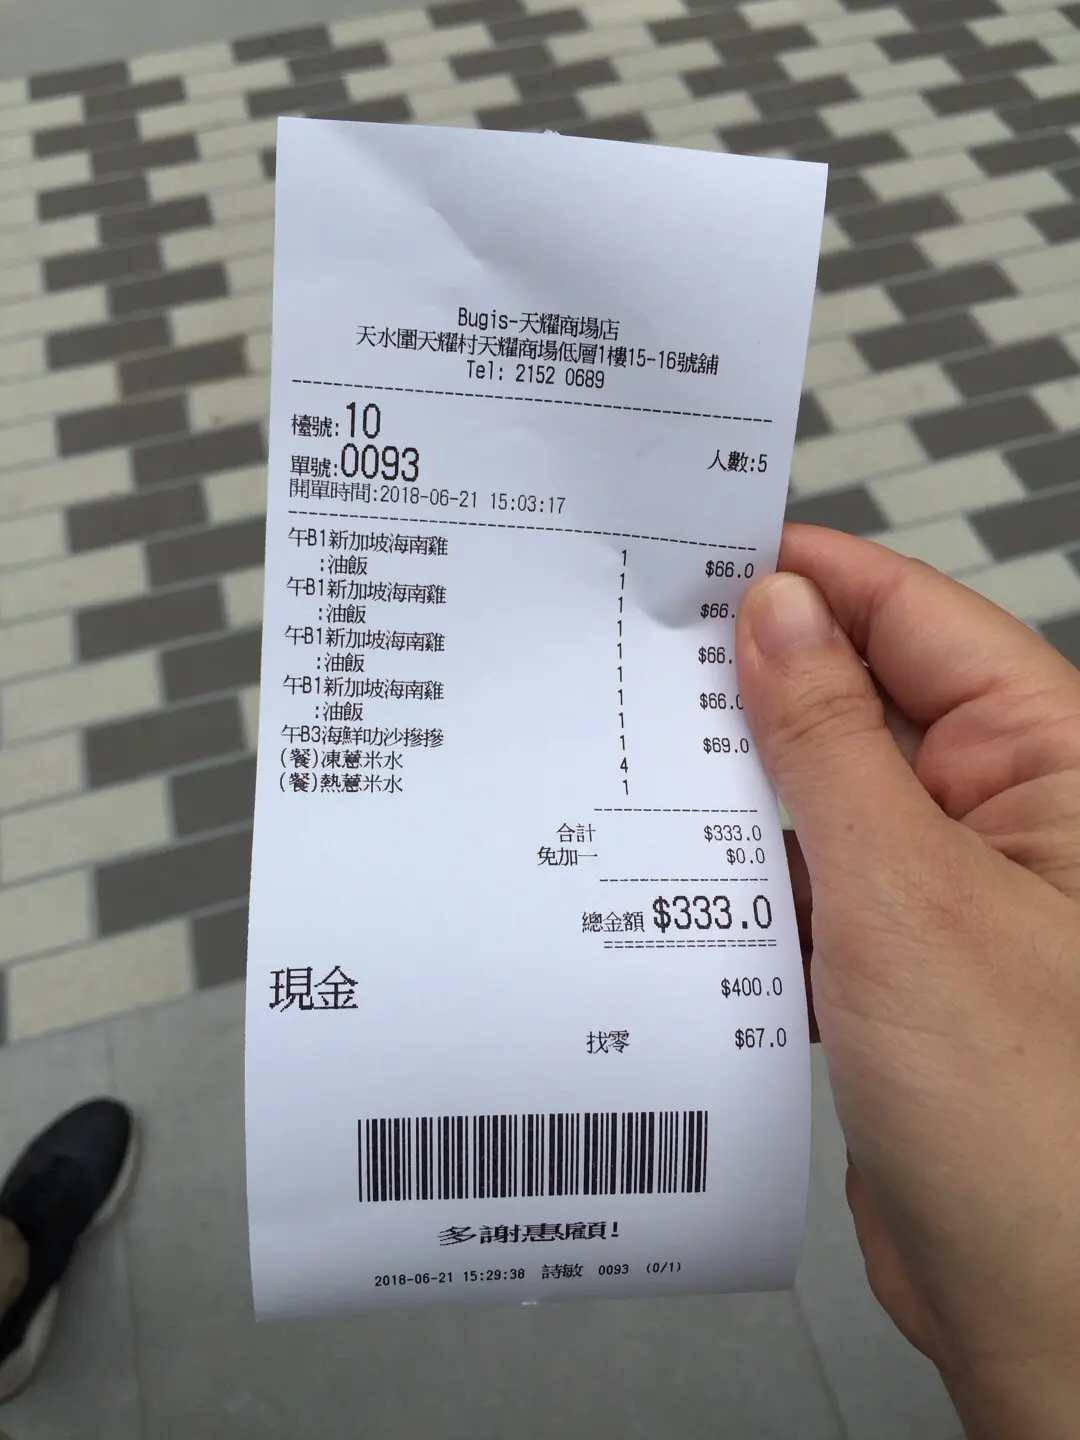 Bugis-天耀商場店
天水圍天耀村天耀商場低層1樓15-16號舖
Tel: 2152 0689
檯號:10
單號:0093 人數:5
開單時間:2018-06-21 15:03:17
午B1新加坡海南雞 1 $66.0
:油飯 1
午B1新加坡海南雞 1 $66.
:油飯 1
午B1新加坡海南雞 1 $66.
:油飯 1
午B1新加坡海南雞 1 $66.0
:油飯 1
午B3海鮮叻沙摻摻 1 $69.0
(餐)凍薏米水 4
(餐)熱薏米水 1
合計 $333.0
免加一 $0.0
總金額 $333.0
現金 $400.0
找零 $67.0
多謝惠顧!
2018-06-21 15:29:38 詩敏 0093 (0/1)